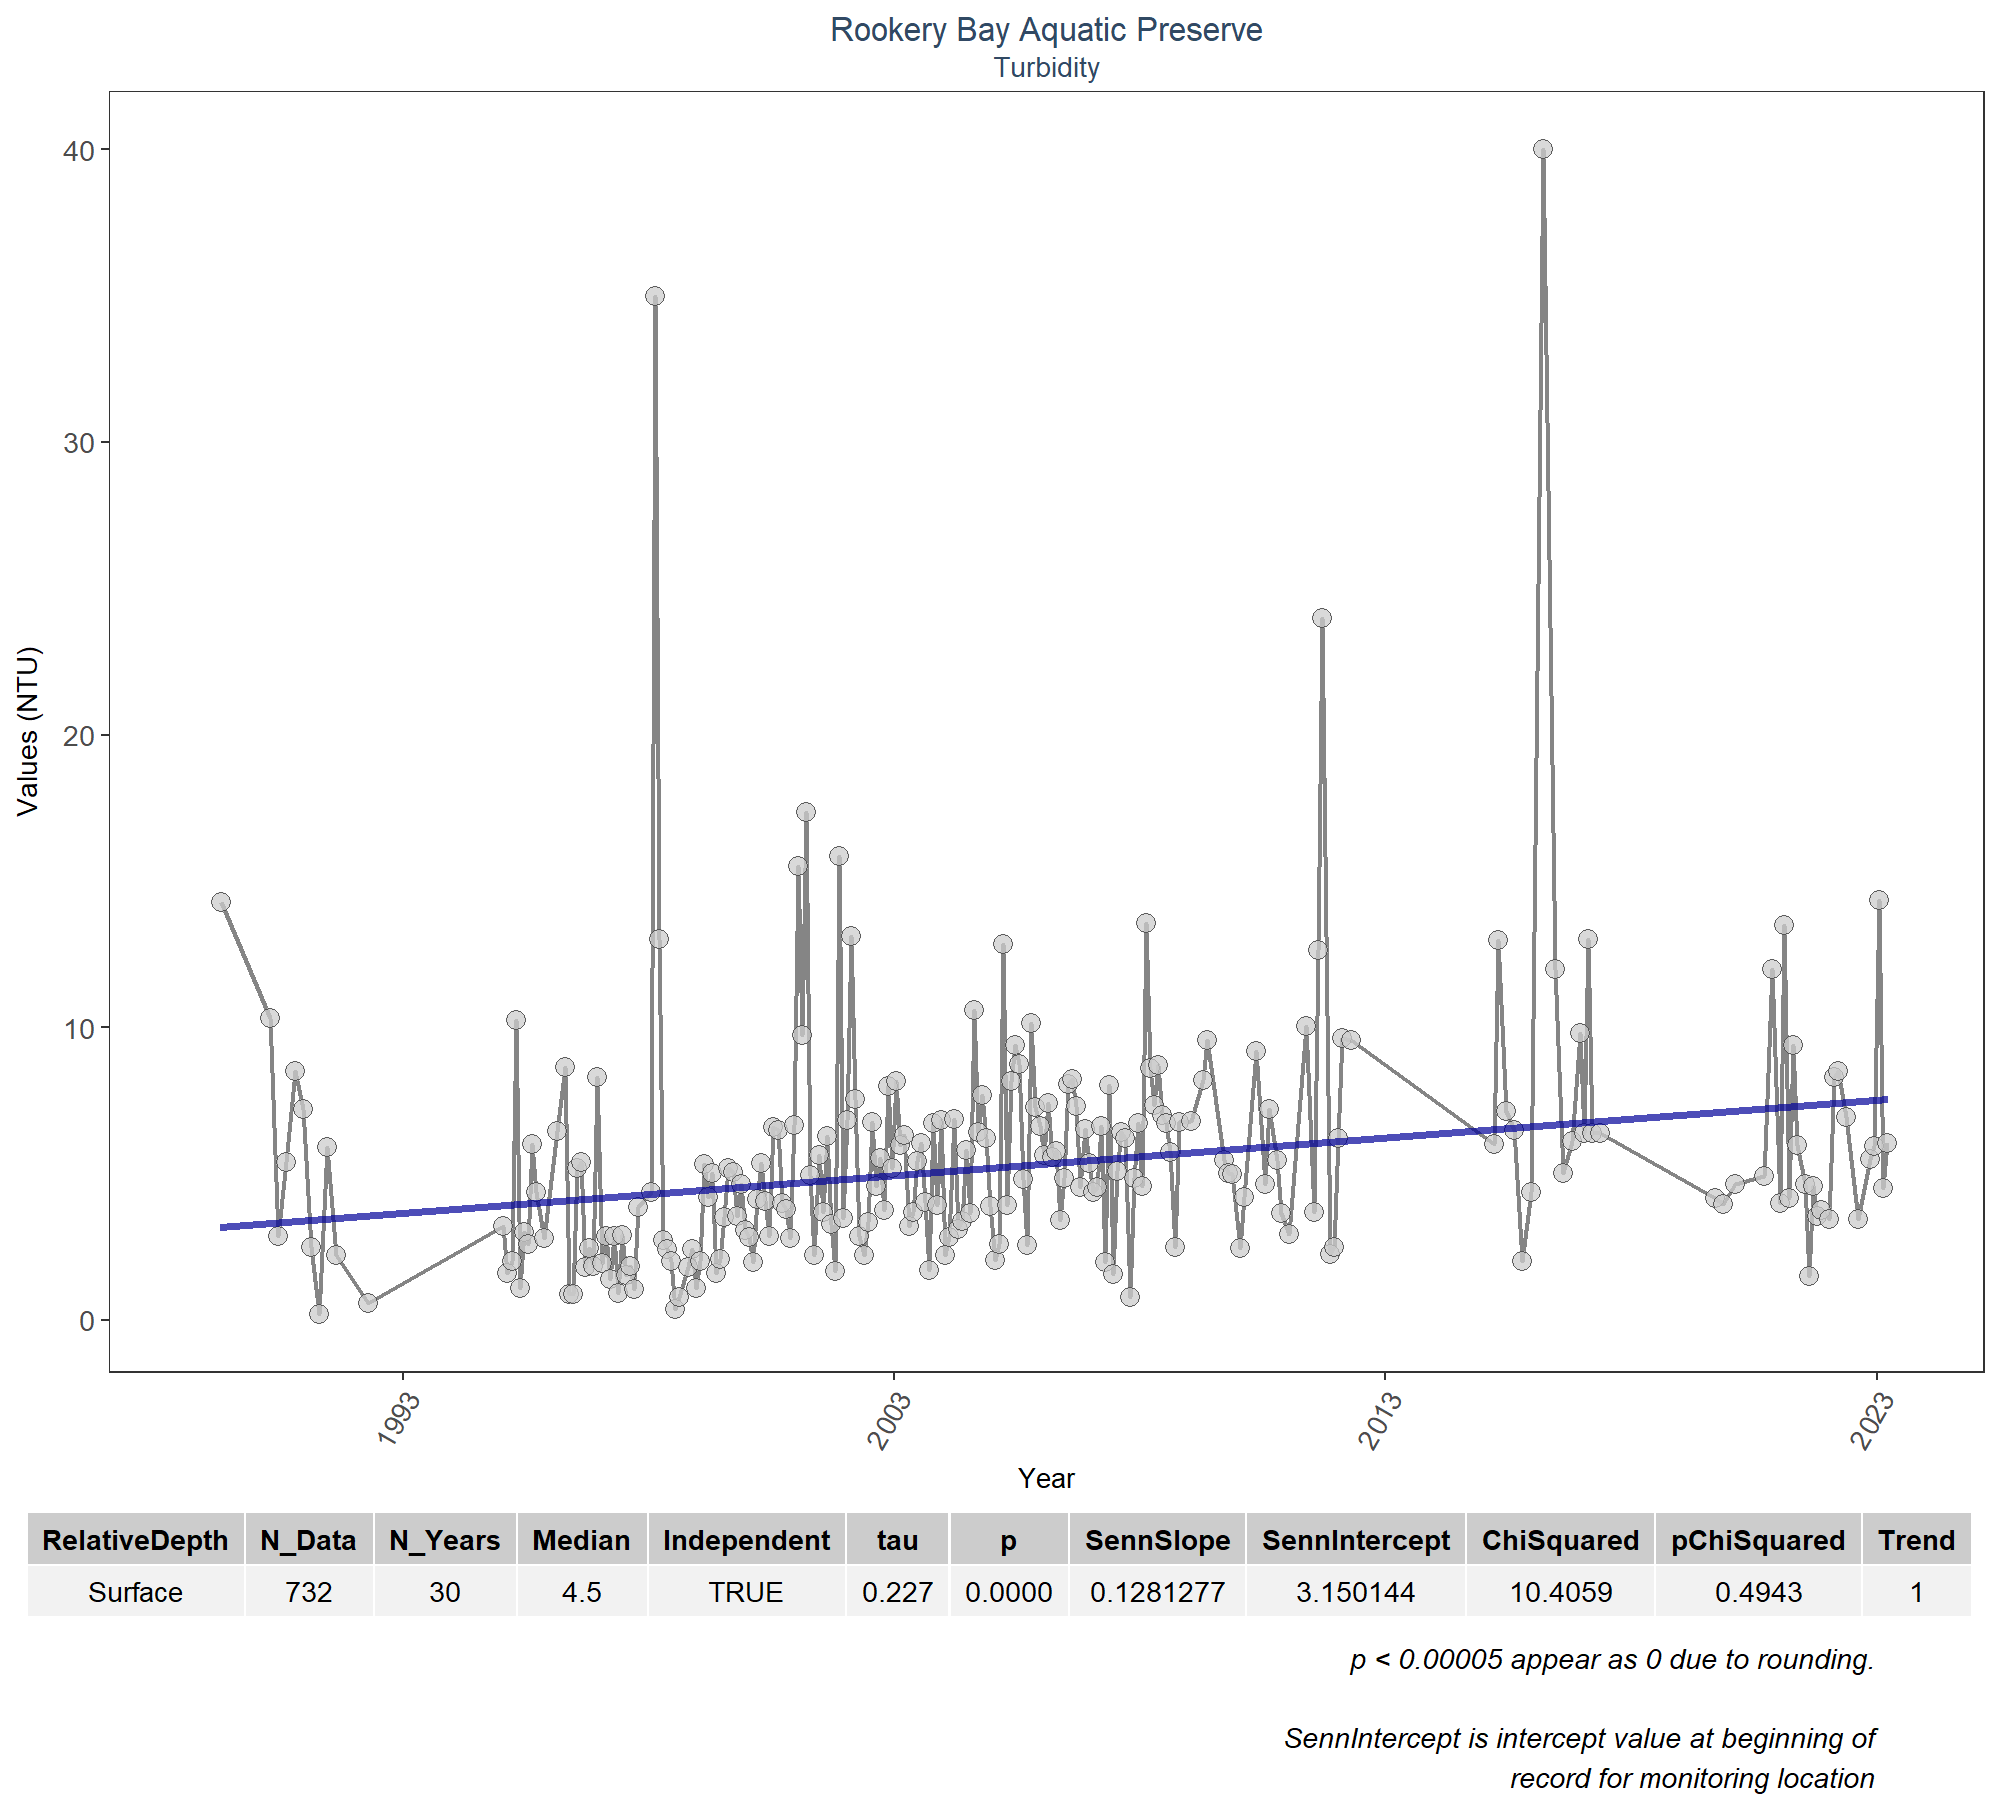 Rookery Bay Aquatic Preserve
Turbidity
Values (NTU)
40
30
20
10
0
1993
2003
2013
2023
Year
RelativeDepth N_Data N_Years Median Independent tau p SennSlope SennIntercept ChiSquared pChiSquared Trend
Surface 732 30 4.5 TRUE 0.227 0.0000 0.1281277 3.150144 10.4059 0.4943 1
p < 0.00005 appear as 0 due to rounding.
SennIntercept is intercept value at beginning of
record for monitoring location